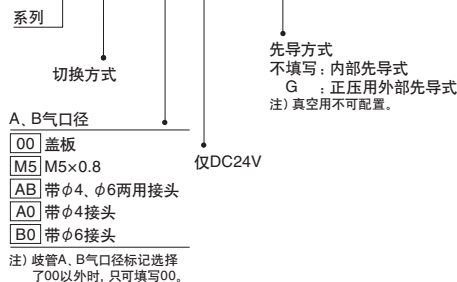 系列
切换方式
先导方式
不填写：内部先导式
G ：正压用外部先导式
注）真空用不可配置。
A、B气口径
00 盖板
M5 M5×0.8
AB 带φ4、φ6两用接头
A0 带φ4接头
B0 带φ6接头
仅DC24V
注）歧管A、B气口径标记选择
了00以外时，只可填写00。